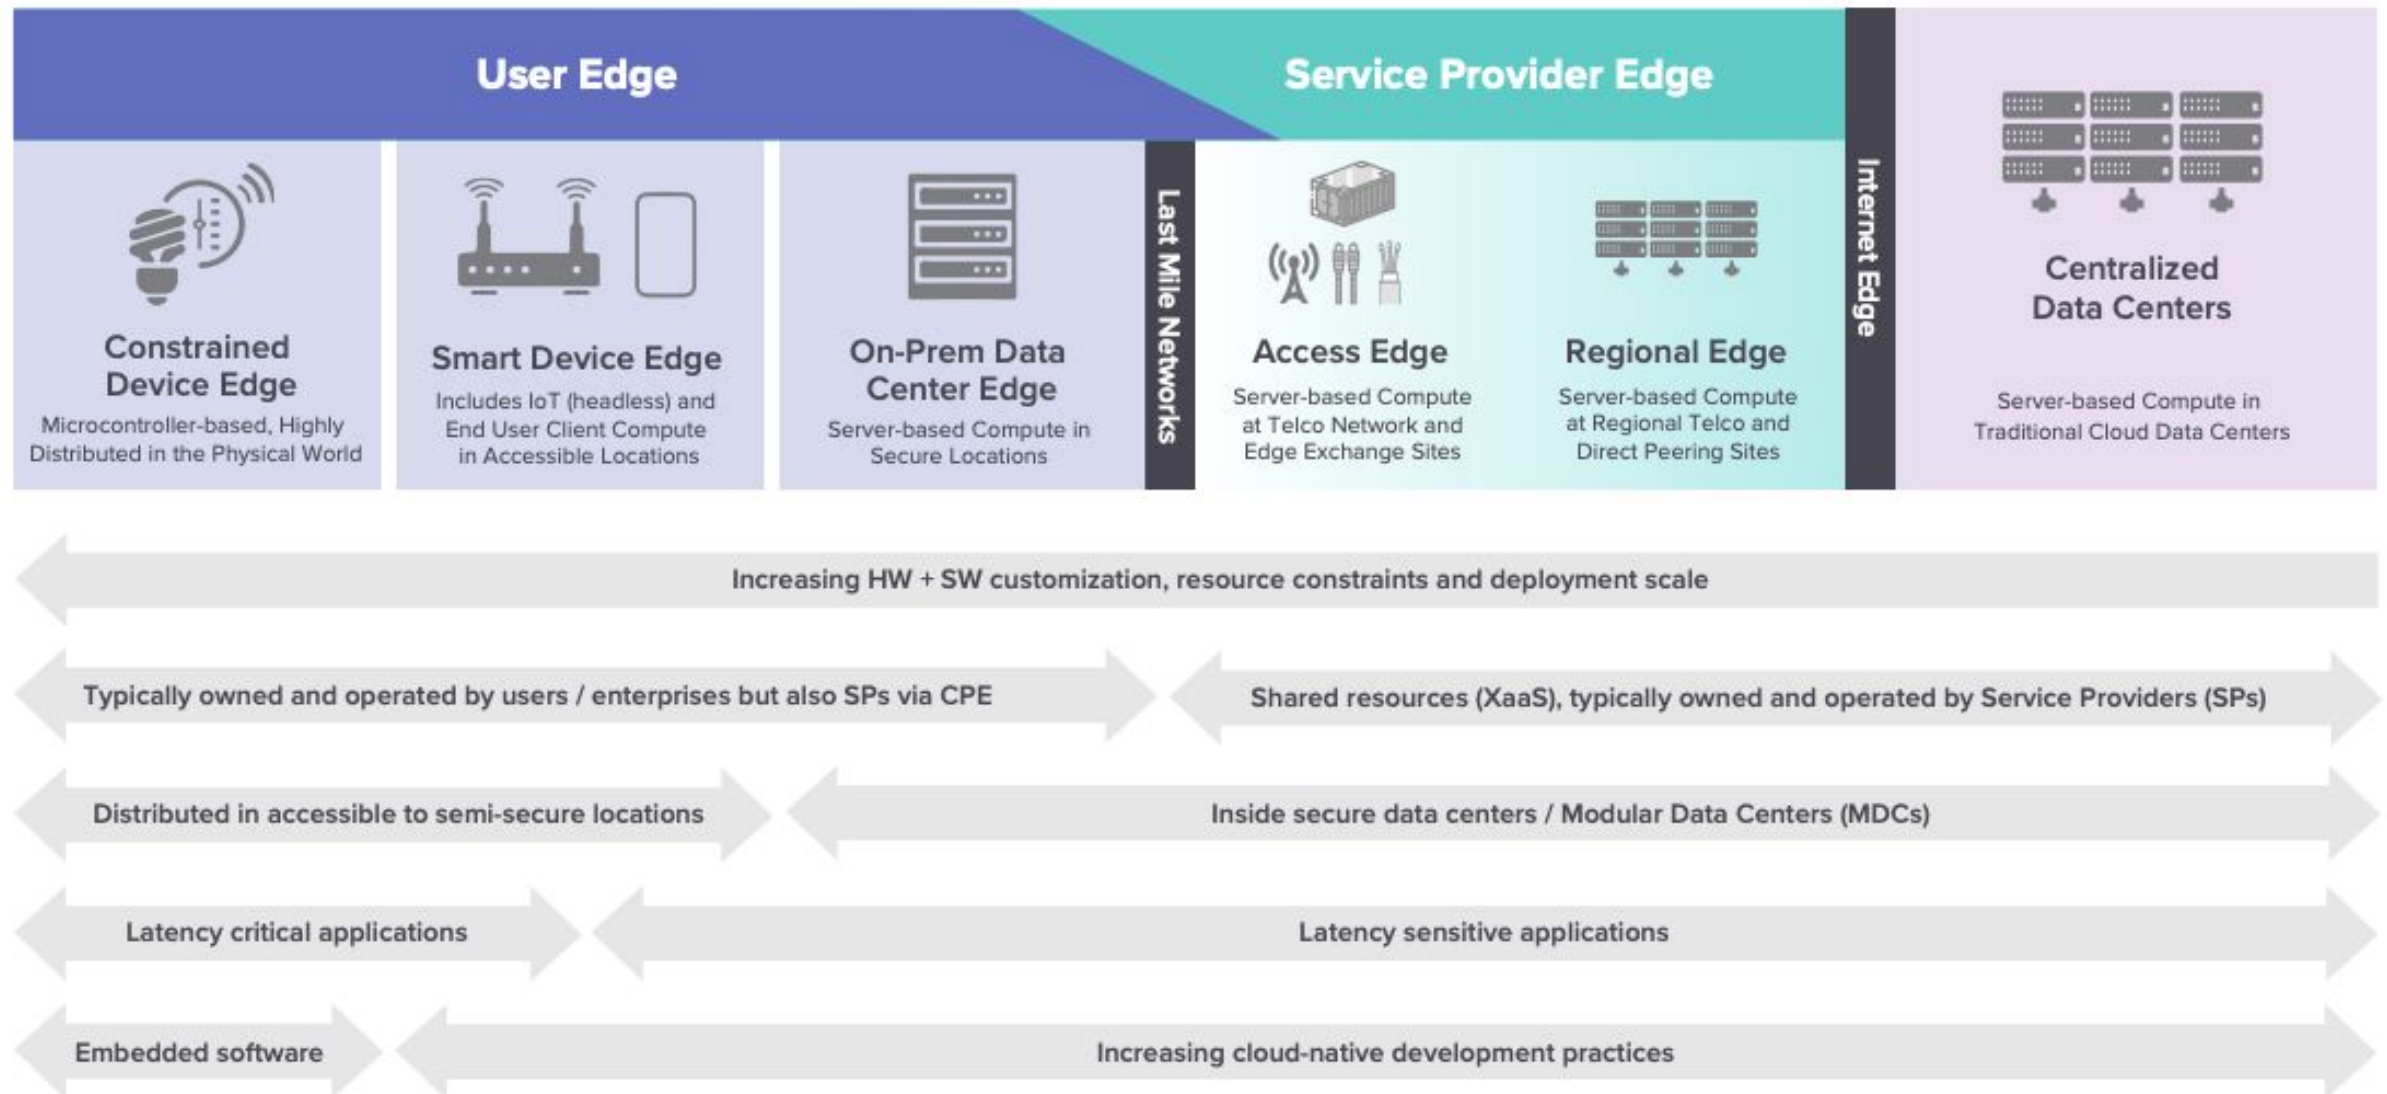 User Edge
Service Provider Edge
Constrained
Device Edge
Microcontroller-based, Highly
Distributed in the Physical World
Smart Device Edge
Includes IoT (headless) and
End User Client Compute
in Accessible Locations
On-Prem Data
Center Edge
Server-based Compute in
Secure Locations
Last Mile Networks
Access Edge
Server-based Compute
at Telco Network and
Edge Exchange Sites
Regional Edge
Server-based Compute
at Regional Telco and
Direct Peering Sites
Internet Edge
Centralized
Data Centers
Server-based Compute in
Traditional Cloud Data Centers
Increasing HW + SW customization, resource constraints and deployment scale
Typically owned and operated by users / enterprises but also SPs via CPE
Shared resources (XaaS), typically owned and operated by Service Providers (SPs)
Distributed in accessible to semi-secure locations
Inside secure data centers / Modular Data Centers (MDCs)
Latency critical applications
Latency sensitive applications
Embedded software
Increasing cloud-native development practices